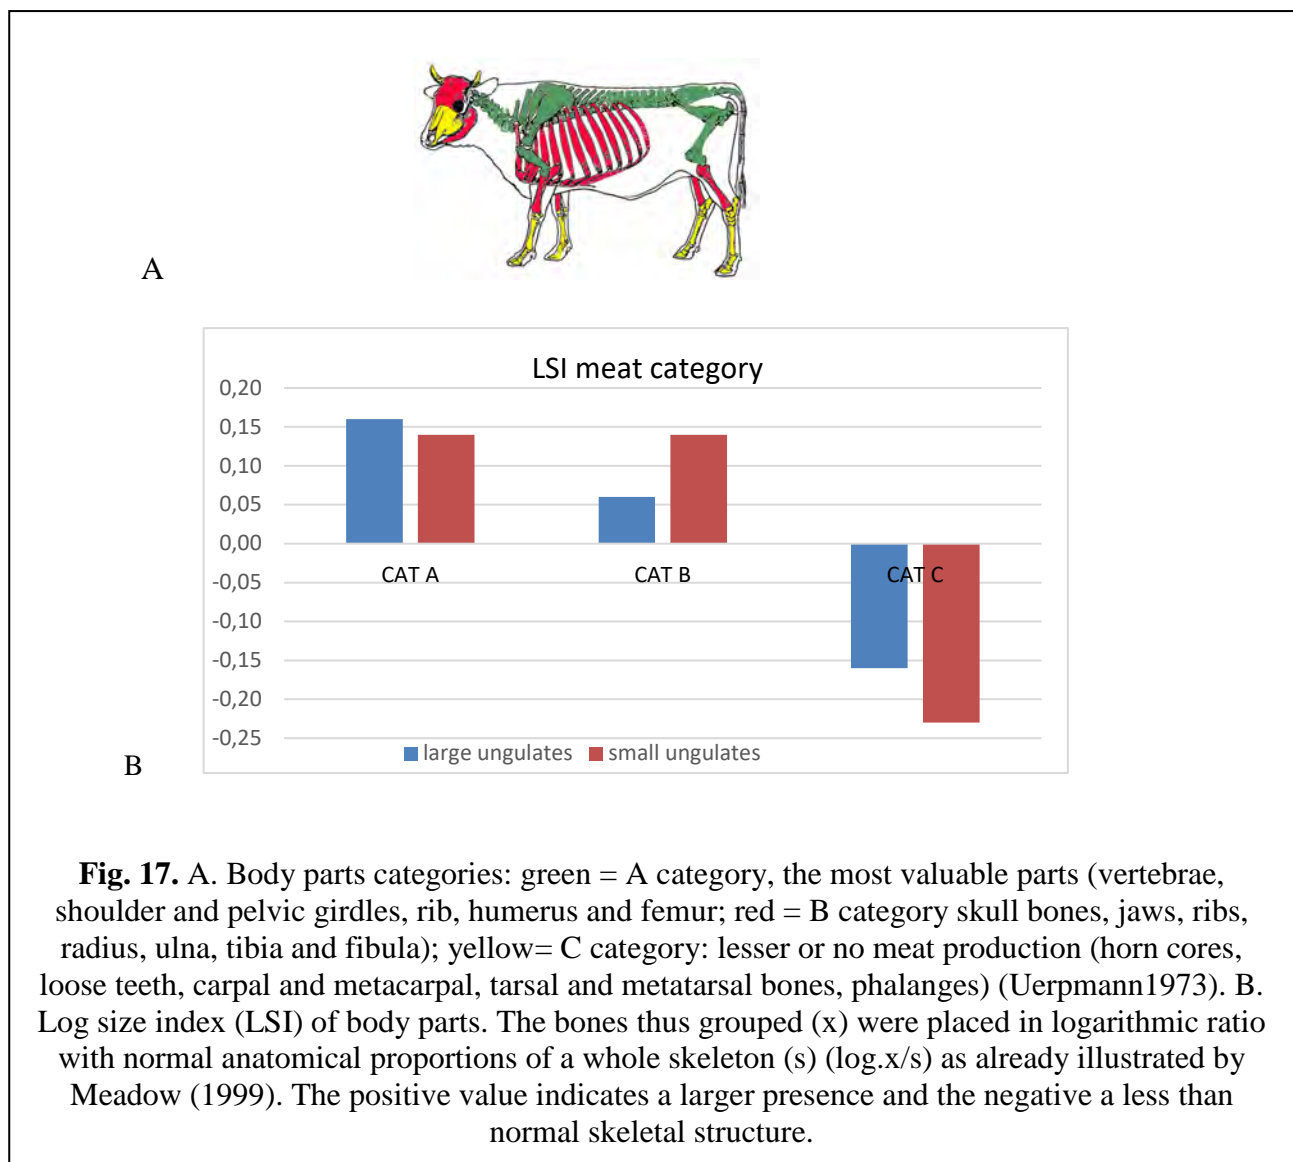 A
LSI meat category
0,20
0,15
0,10
0,05
0,00
-0,05
-0,10
-0,15
-0,20
-0,25
CAT A CAT B CAT C
large ungulates small ungulates
B
Fig. 17. A. Body parts categories: green = A category, the most valuable parts (vertebrae,
shoulder and pelvic girdles, rib, humerus and femur; red = B category skull bones, jaws, ribs,
radius, ulna, tibia and fibula); yellow= C category: lesser or no meat production (horn cores,
loose teeth, carpal and metacarpal, tarsal and metatarsal bones, phalanges) (Uerpmann1973). B.
Log size index (LSI) of body parts. The bones thus grouped (x) were placed in logarithmic ratio
with normal anatomical proportions of a whole skeleton (s) (log.x/s) as already illustrated by
Meadow (1999). The positive value indicates a larger presence and the negative a less than
normal skeletal structure.